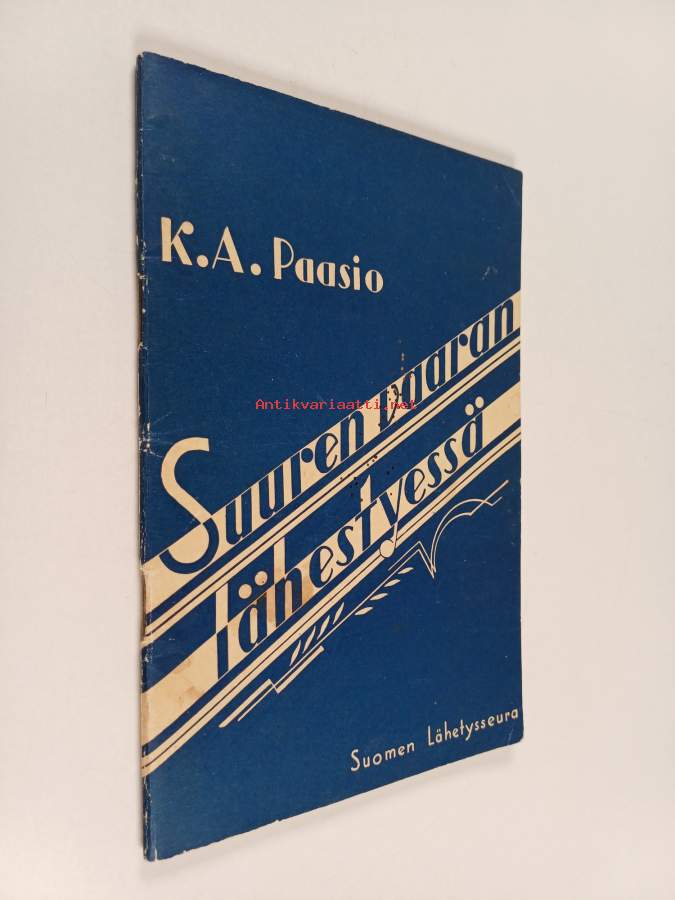 K.A. Paasio
Antikvariaatti.net
Suuren vaaran
lähestyessä
Suomen Lähetysseura